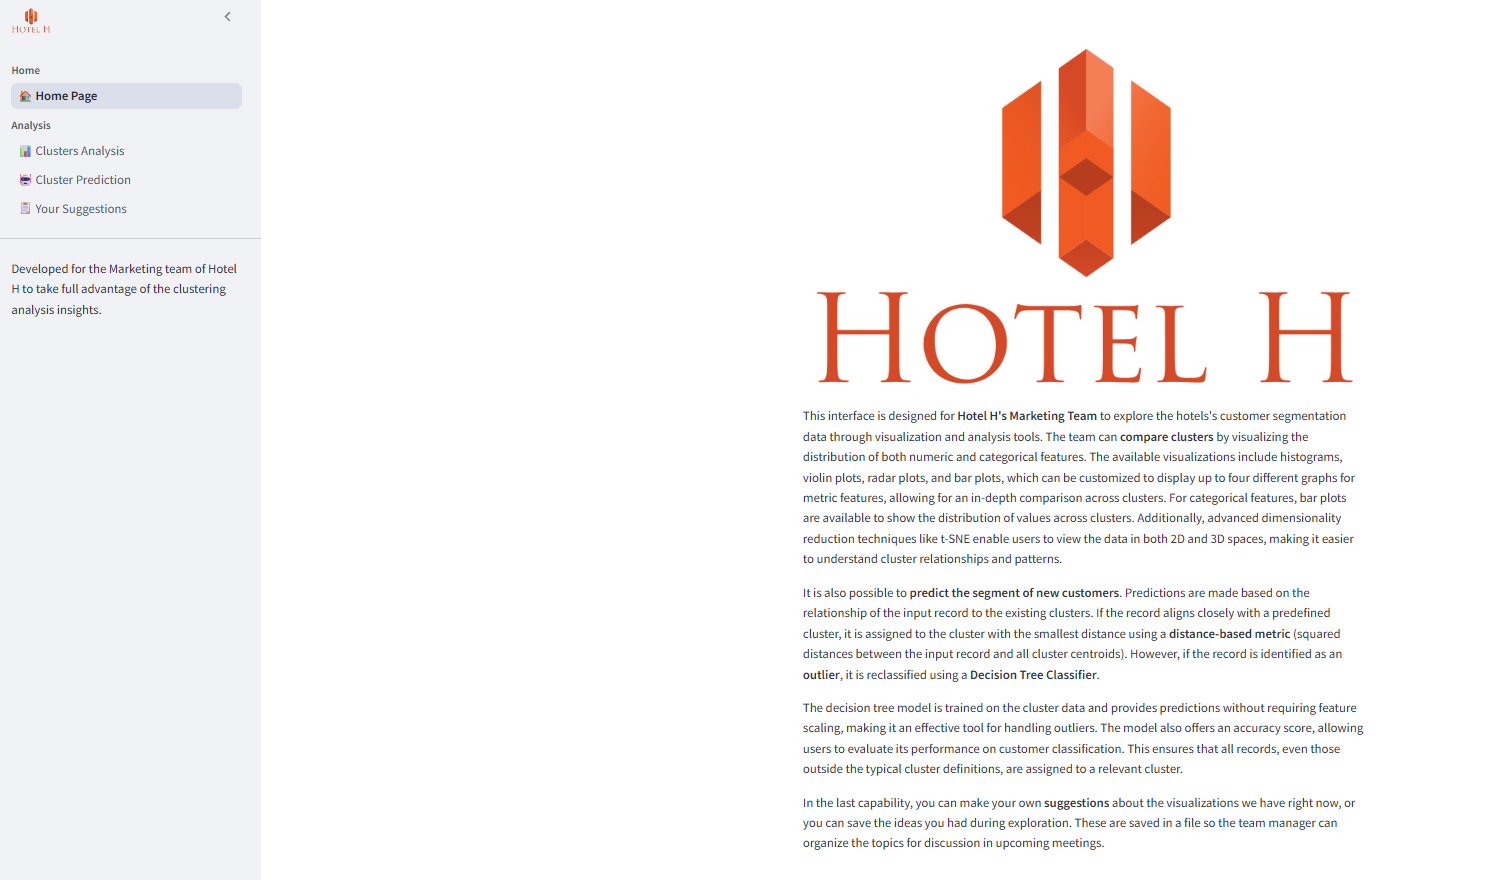 HOTEL H
Home
Home Page
Analysis
Clusters Analysis
Cluster Prediction
Your Suggestions
Developed for the Marketing team of Hotel
H to take full advantage of the clustering
analysis insights.
HOTEL H
This interface is designed for Hotel H's Marketing Team to explore the hotels's customer segmentation
data through visualization and analysis tools. The team can compare clusters by visualizing the
distribution of both numeric and categorical features. The available visualizations include histograms,
violin plots, radar plots, and bar plots, which can be customized to display up to four different graphs for
metric features, allowing for an in-depth comparison across clusters. For categorical features, bar plots
are available to show the distribution of values across clusters. Additionally, advanced dimensionality
reduction techniques like t-SNE enable users to view the data in both 2D and 3D spaces, making it easier
to understand cluster relationships and patterns.
It is also possible to predict the segment of new customers. Predictions are made based on the
relationship of the input record to the existing clusters. If the record aligns closely with a predefined
cluster, it is assigned to the cluster with the smallest distance using a distance-based metric (squared
distances between the input record and all cluster centroids). However, if the record is identified as an
outlier, it is reclassified using a Decision Tree Classifier.
The decision tree model is trained on the cluster data and provides predictions without requiring feature
scaling, making it an effective tool for handling outliers. The model also offers an accuracy score, allowing
users to evaluate its performance on customer classification. This ensures that all records, even those
outside the typical cluster definitions, are assigned to a relevant cluster.
In the last capability, you can make your own suggestions about the visualizations we have right now, or
you can save the ideas you had during exploration. These are saved in a file so the team manager can
organize the topics for discussion in upcoming meetings.